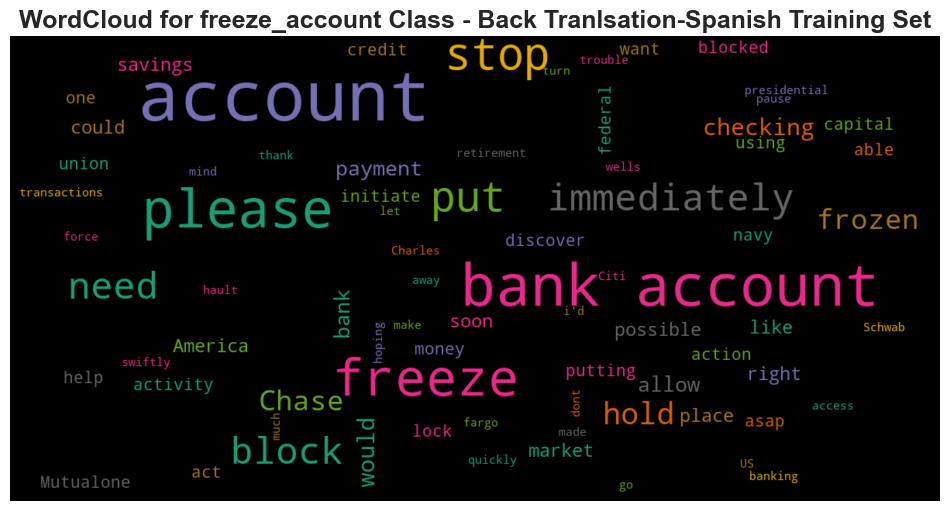 WordCloud for freeze_account Class - Back Tranlsation-Spanish Training Set
credit
stop
want
blocked
savings
turn
trouble
account
presidential
pause
one
could
federal
checking
capital
using
able
union
thank
retirement
mind
payment
wells
transactions
please
initiate
let
put
immediately
frozen
force
Charles
discover
navy
need
hault
away
bank account
Citi
bank
i'd
soon
make
hoping
possible
like
Schwab
America
money
action
swiftly
help
activity
freeze
putting
allow
right
Chase
much
dont
hold
place
asap
access
block
would
lock
fargo
made
market
quickly
Mutualone
act
US
banking
go